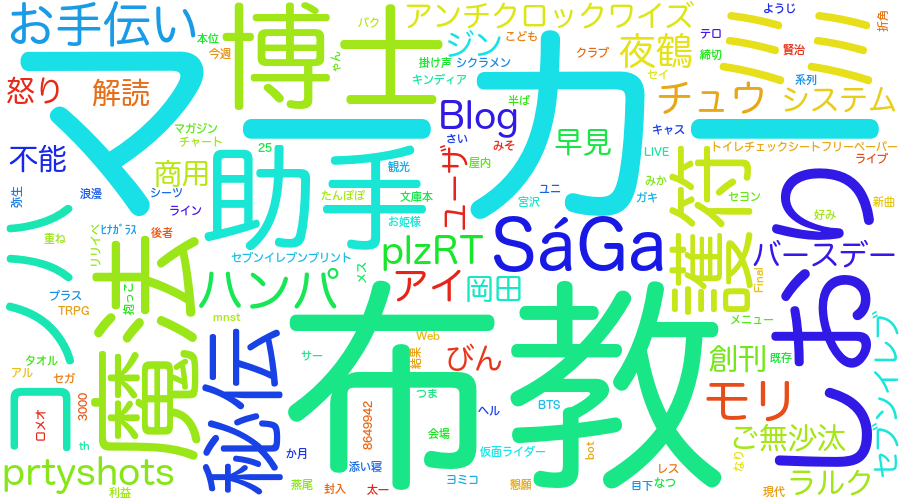 お手伝い
博士
アンチクロックワイズ
バク
こども
ようじ
折角
本位
今週
ゃん
ジン
夜鶴
クラブ
テロ
賢治
ミミ
締切
掛け声
シクラメン
キンディア
セイ
系列
怒り
解読
マーカー
半ば
チュウ
システム
Blog
マガジン
チャート
25
助手
さい
みそ
早見
キャス
LIVE
トイレチェックシートフリーペーパー
ライブ
不能
商用
観光
ユーザ
屋内
護符
みか
弥生
浪漫
シーツ
たんぽぽ
文庫本
ユニ
ガキ
セヨン
しおり
新曲
コハハ
ライン
お姫様
宮沢
好み
重ね
リリイベ
ﾋﾅｶﾞﾗｽ
後者
SáGa
バースデー
魔法
セブンイレブンプリント
メス
plzRT
ハンパ
アイ
岡田
Final
プラス
抱っこ
布教
TRPG
mnst
メニュー
セブンイレブ
サー
Web
結果
びん
創刊
既存
タオル
アル
セガ
秘伝
つま
モリ
3000
8649942
ヘル
BTS
ロメオ
会場
ご無沙汰
th
か月
仮面ライダー
bot
なり
prtyshots
添い寝
レス
ラルク
利益
燕尾
封入
太一
ヨミコ
懇願
目下
なつ
現代